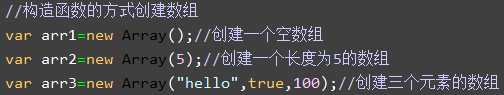 //构造函数的方式创建数组
var arr1=new Array();//创建一个空数组
var arr2=new Array(5);//创建一个长度为5的数组
var arr3=new Array("hello",true,100);//创建三个元素的数组